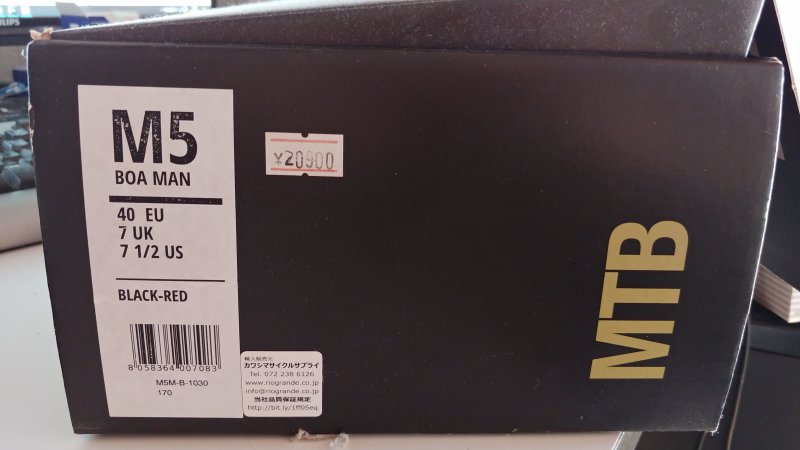 PHILIPS
M5
BOA MAN
40 EU
7 UK
7 1/2 US
BLACK-RED
8 058364 007083
M5M-B-1030
170
¥20900
輸入販売元
カワシマサイクルサプライ
Tel. 072 238 6126
www.riogrande.co.jp
info@riogrande.co.jp
当社品質保証規定
http://bit.ly/1ff0Seq
MTB